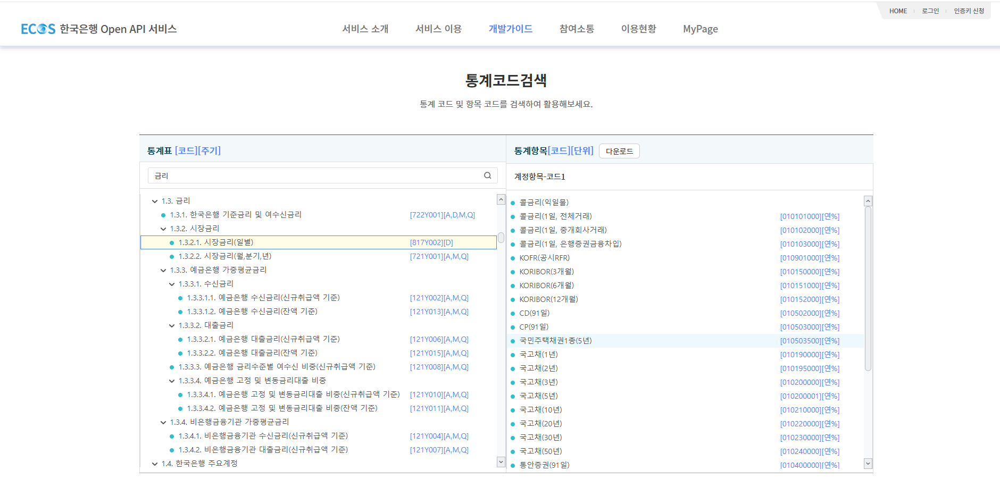 HOME 로그인 인증키 신청
ECOS 한국은행 Open API 서비스
서비스 소개 서비스 이용 개발가이드 참여소통 이용현황 MyPage
통계코드검색
통계 코드 및 항목 코드를 검색하여 활용해보세요.
통계표 [코드][주기]
금리
1.3. 금리
1.3.1. 한국은행 기준금리 및 여수신금리 [722Y001][A,D,M,Q]
1.3.2. 시장금리
1.3.2.1. 시장금리(일별) [817Y002][D]
1.3.2.2. 시장금리(월,분기,년) [721Y001][A,M,Q]
1.3.3. 예금은행 가중평균금리
1.3.3.1. 수신금리
1.3.3.1.1. 예금은행 수신금리(신규취급액 기준) [121Y002][A,M,Q]
1.3.3.1.2. 예금은행 수신금리(잔액 기준) [121Y013][A,M,Q]
1.3.3.2. 대출금리
1.3.3.2.1. 예금은행 대출금리(신규취급액 기준) [121Y006][A,M,Q]
1.3.3.2.2. 예금은행 대출금리(잔액 기준) [121Y015][A,M,Q]
1.3.3.3. 예금은행 금리수준별 여수신 비중(신규취급액 기준) [121Y008][A,M,Q]
1.3.3.4. 예금은행 고정 및 변동금리대출 비중
1.3.3.4.1. 예금은행 고정 및 변동금리대출 비중(신규취급액 기준) [121Y010][A,M,Q]
1.3.3.4.2. 예금은행 고정 및 변동금리대출 비중(잔액 기준) [121Y011][A,M,Q]
1.3.4. 비은행금융기관 가중평균금리
1.3.4.1. 비은행금융기관 수신금리(신규취급액 기준) [121Y004][A,M,Q]
1.3.4.2. 비은행금융기관 대출금리(신규취급액 기준) [121Y007][A,M,Q]
1.4. 한국은행 주요계정
통계항목[코드][단위] 다운로드
계정항목-코드1
콜금리(익일물)
콜금리(1일, 전체거래) [010101000][연%]
콜금리(1일, 중개회사거래) [010102000][연%]
콜금리(1일, 은행증권금융차입) [010103000][연%]
KOFR(공시RFR) [010901000][연%]
KORIBOR(3개월) [010150000][연%]
KORIBOR(6개월) [010151000][연%]
KORIBOR(12개월) [010152000][연%]
CD(91일) [010502000][연%]
CP(91일) [010503000][연%]
국민주택채권1종(5년) [010503500][연%]
국고채(1년) [010190000][연%]
국고채(2년) [010195000][연%]
국고채(3년) [010200000][연%]
국고채(5년) [010200001][연%]
국고채(10년) [010210000][연%]
국고채(20년) [010220000][연%]
국고채(30년) [010230000][연%]
국고채(50년) [010240000][연%]
통안증권(91일) [010400000][연%]